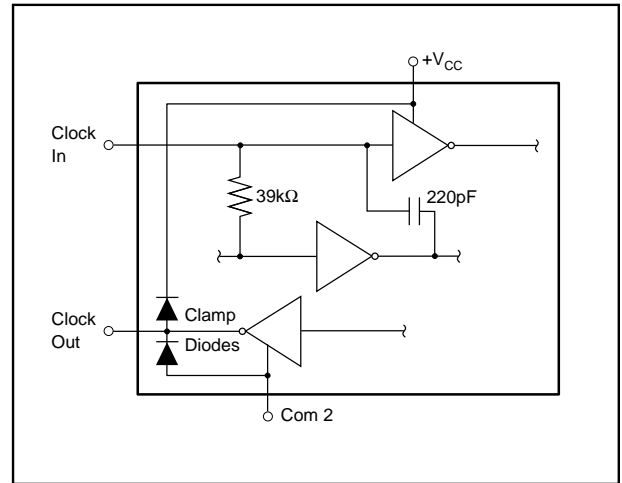 +VCC
Clock
In
39kΩ
220pF
Clock
Out
Clamp
Diodes
Com 2